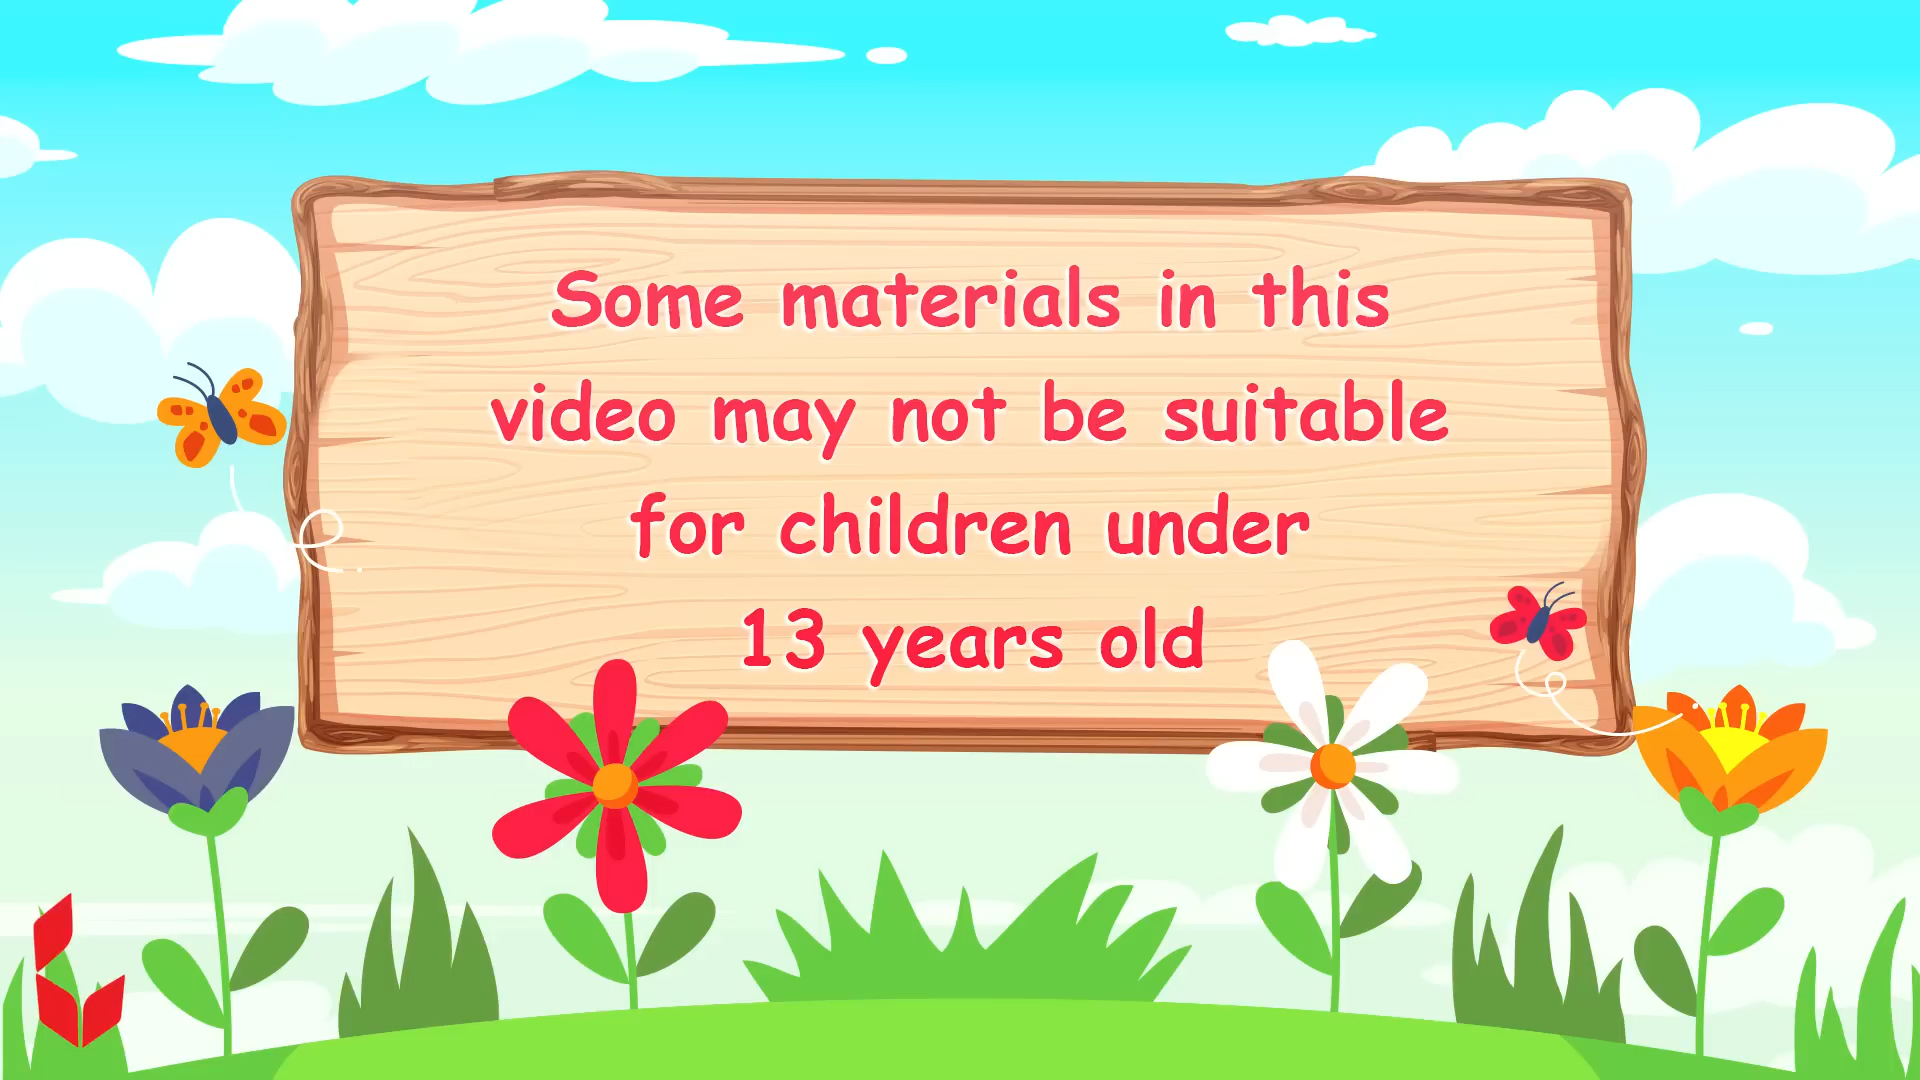 Some materials in this
video may not be suitable
for children under
13 years old